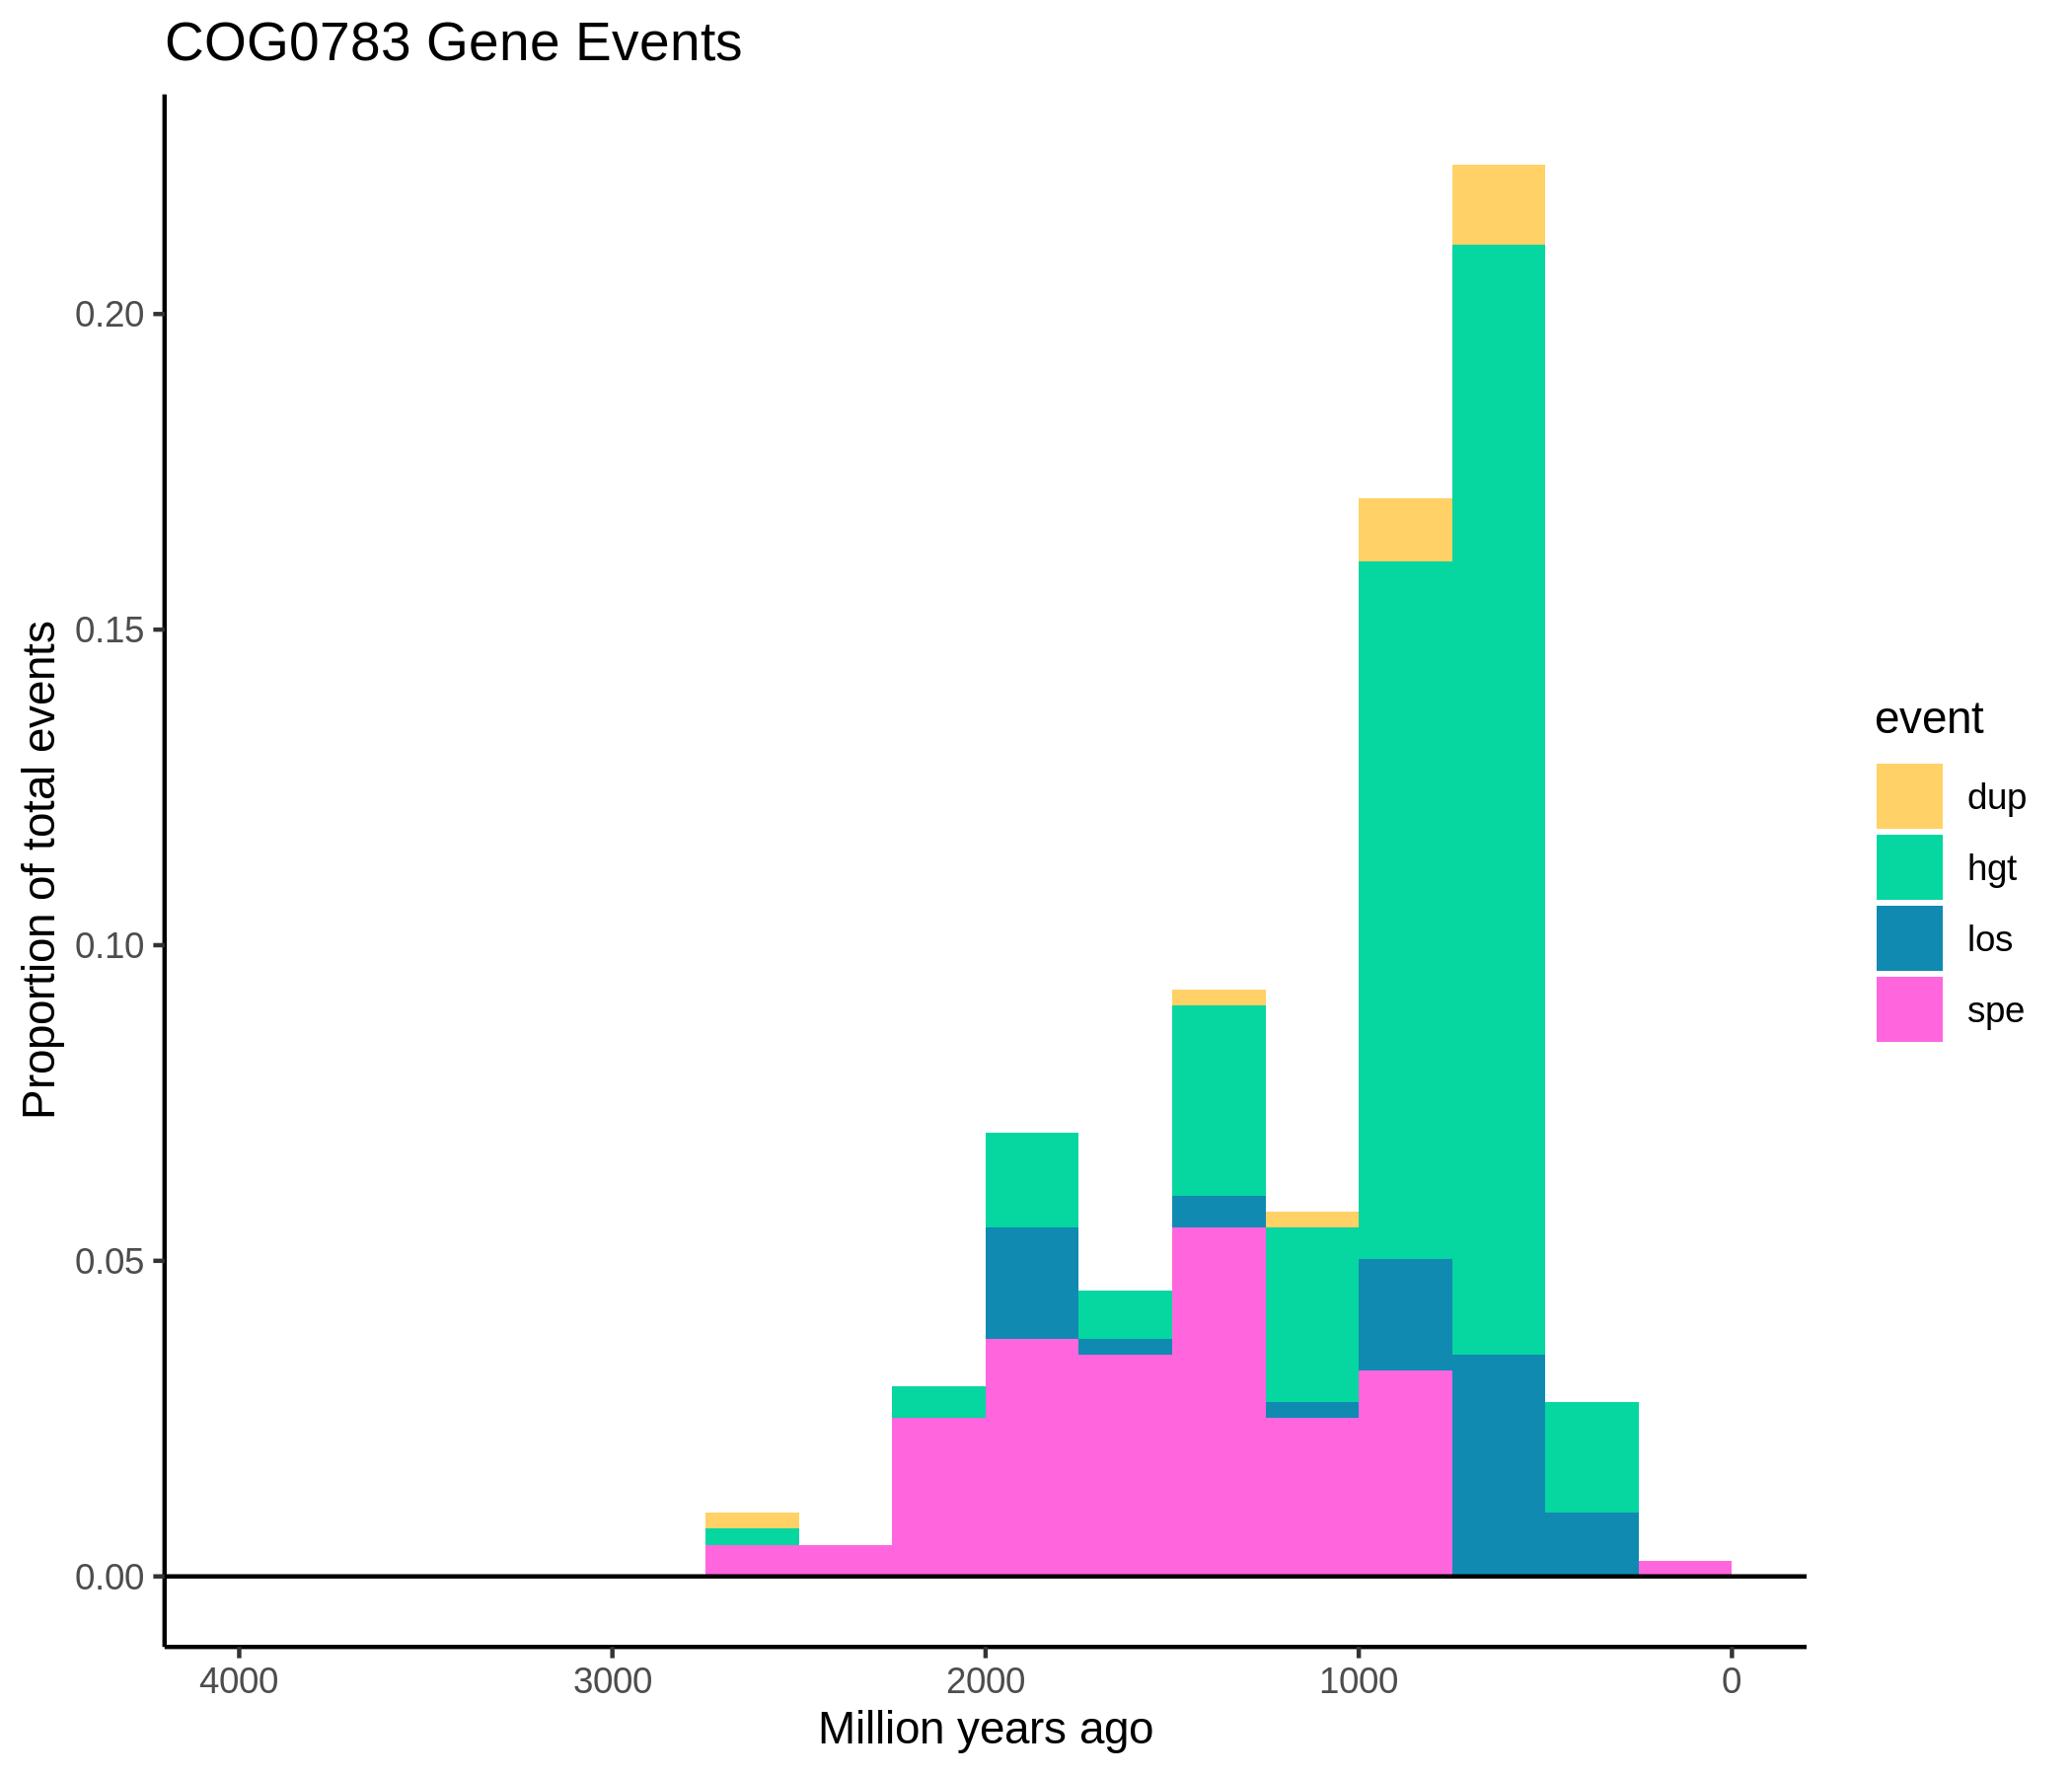 COG0783 Gene Events
Proportion of total events
0.20
0.15
0.10
0.05
0.00
4000 3000 2000 1000 0
Million years ago
event
dup
hgt
los
spe